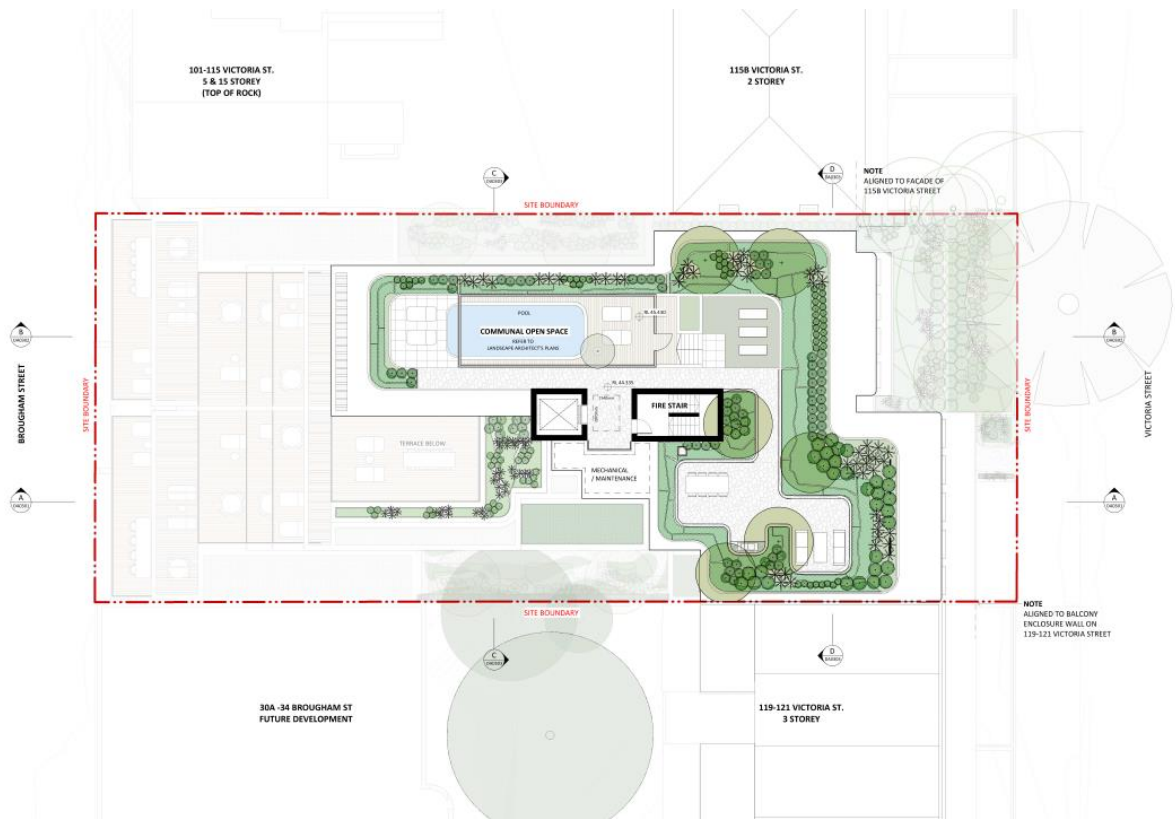 101-115 VICTORIA ST.
5 & 15 STOREY
(TOP OF ROCK)
115B VICTORIA ST.
2 STOREY
C
D
NOTE
ALIGNED TO FACADE OF
115B VICTORIA STREET
SITE BOUNDARY
B
BROUGHAM STREET
SITE BOUNDARY
A
POOL
COMMUNAL OPEN SPACE
REFER TO
LANDSCAPE ARCHITECT'S PLANS
FIRE STAIR
TERRACE BELOW
MECHANICAL
/ MAINTENANCE
B
VICTORIA STREET
SITE BOUNDARY
A
SITE BOUNDARY
NOTE
ALIGNED TO BALCONY
ENCLOSURE WALL ON
119-121 VICTORIA STREET
C
D
30A -34 BROUGHAM ST
FUTURE DEVELOPMENT
119-121 VICTORIA ST.
3 STOREY